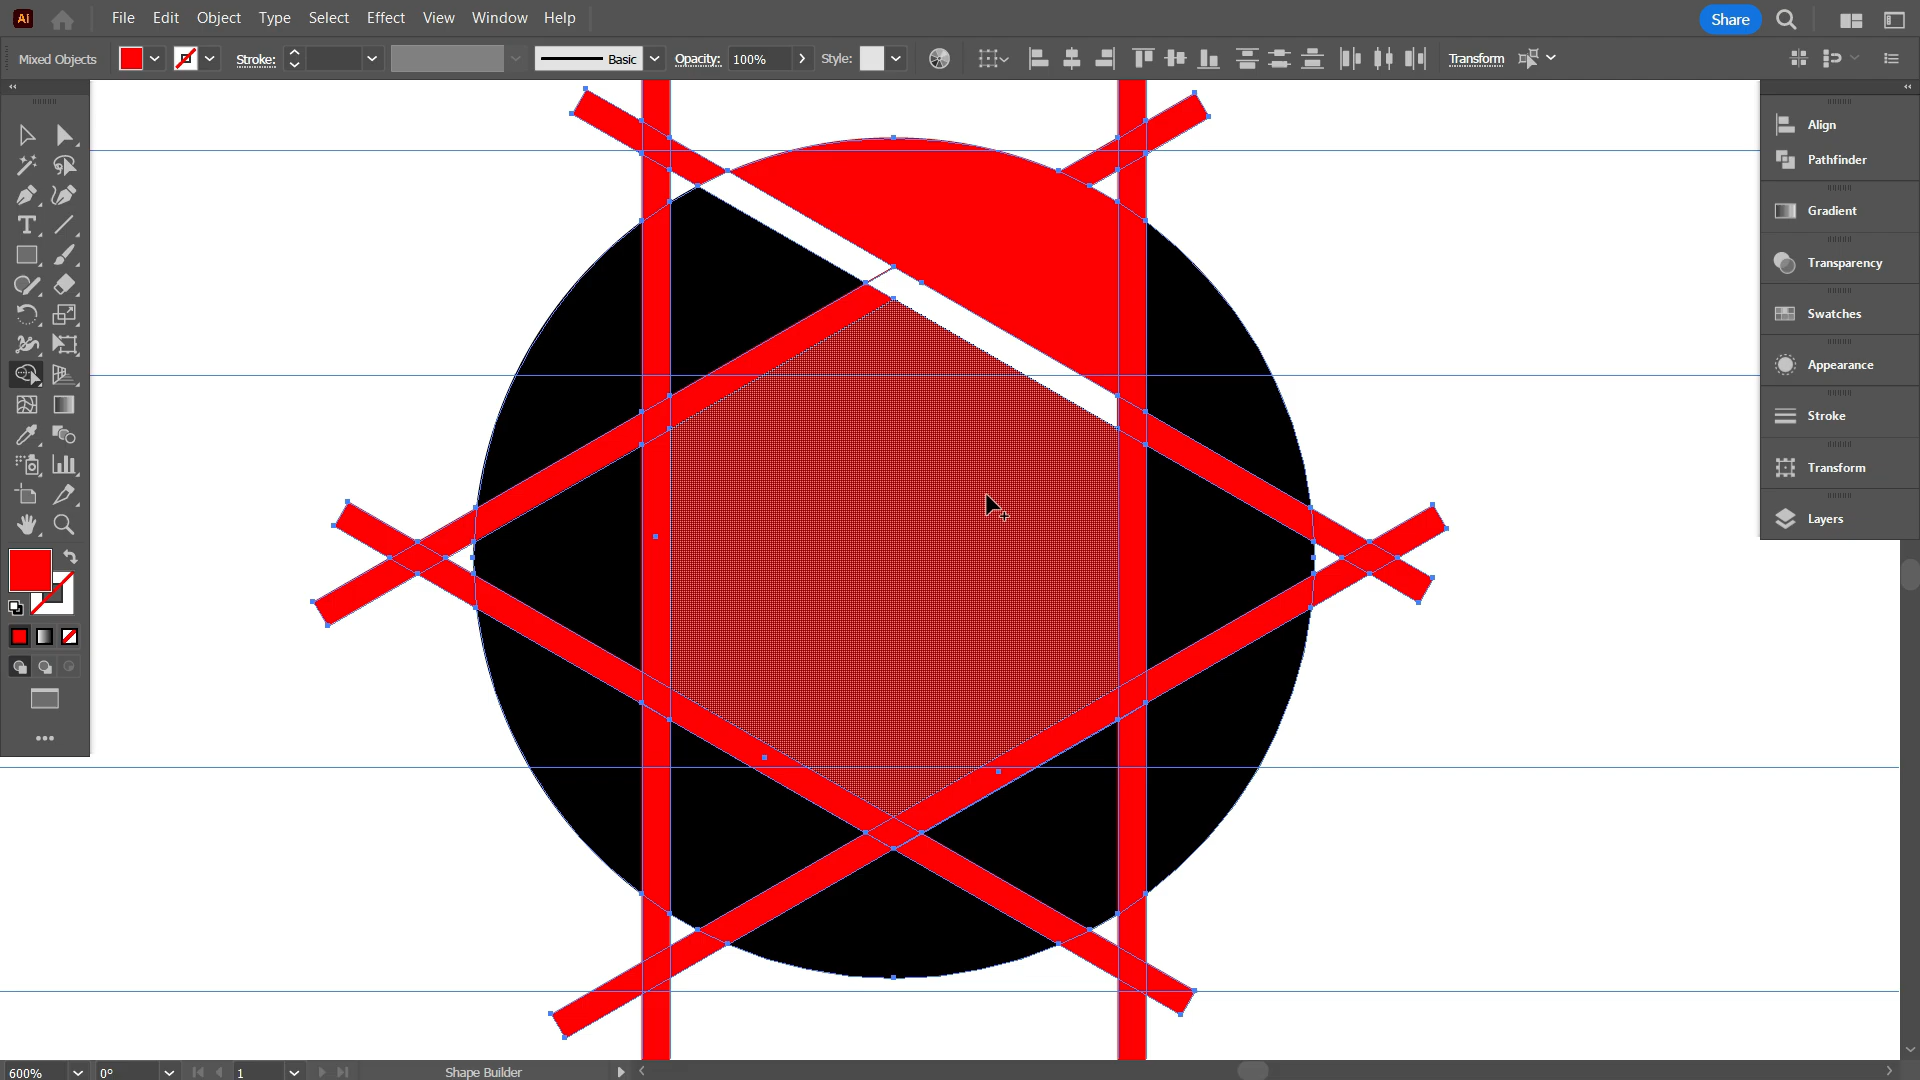 Ai File Edit Object Type Select Effect View Window Help Share
Mixed Objects Stroke: Basic Opacity: 100% Style: Transform
Align
Pathfinder
Gradient
Transparency
Swatches
Appearance
Stroke
Transform
Layers
600% 0° 1 Shape Builder